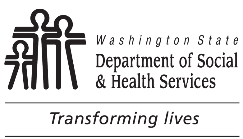 Washington State
Department of Social
& Health Services
Transforming lives